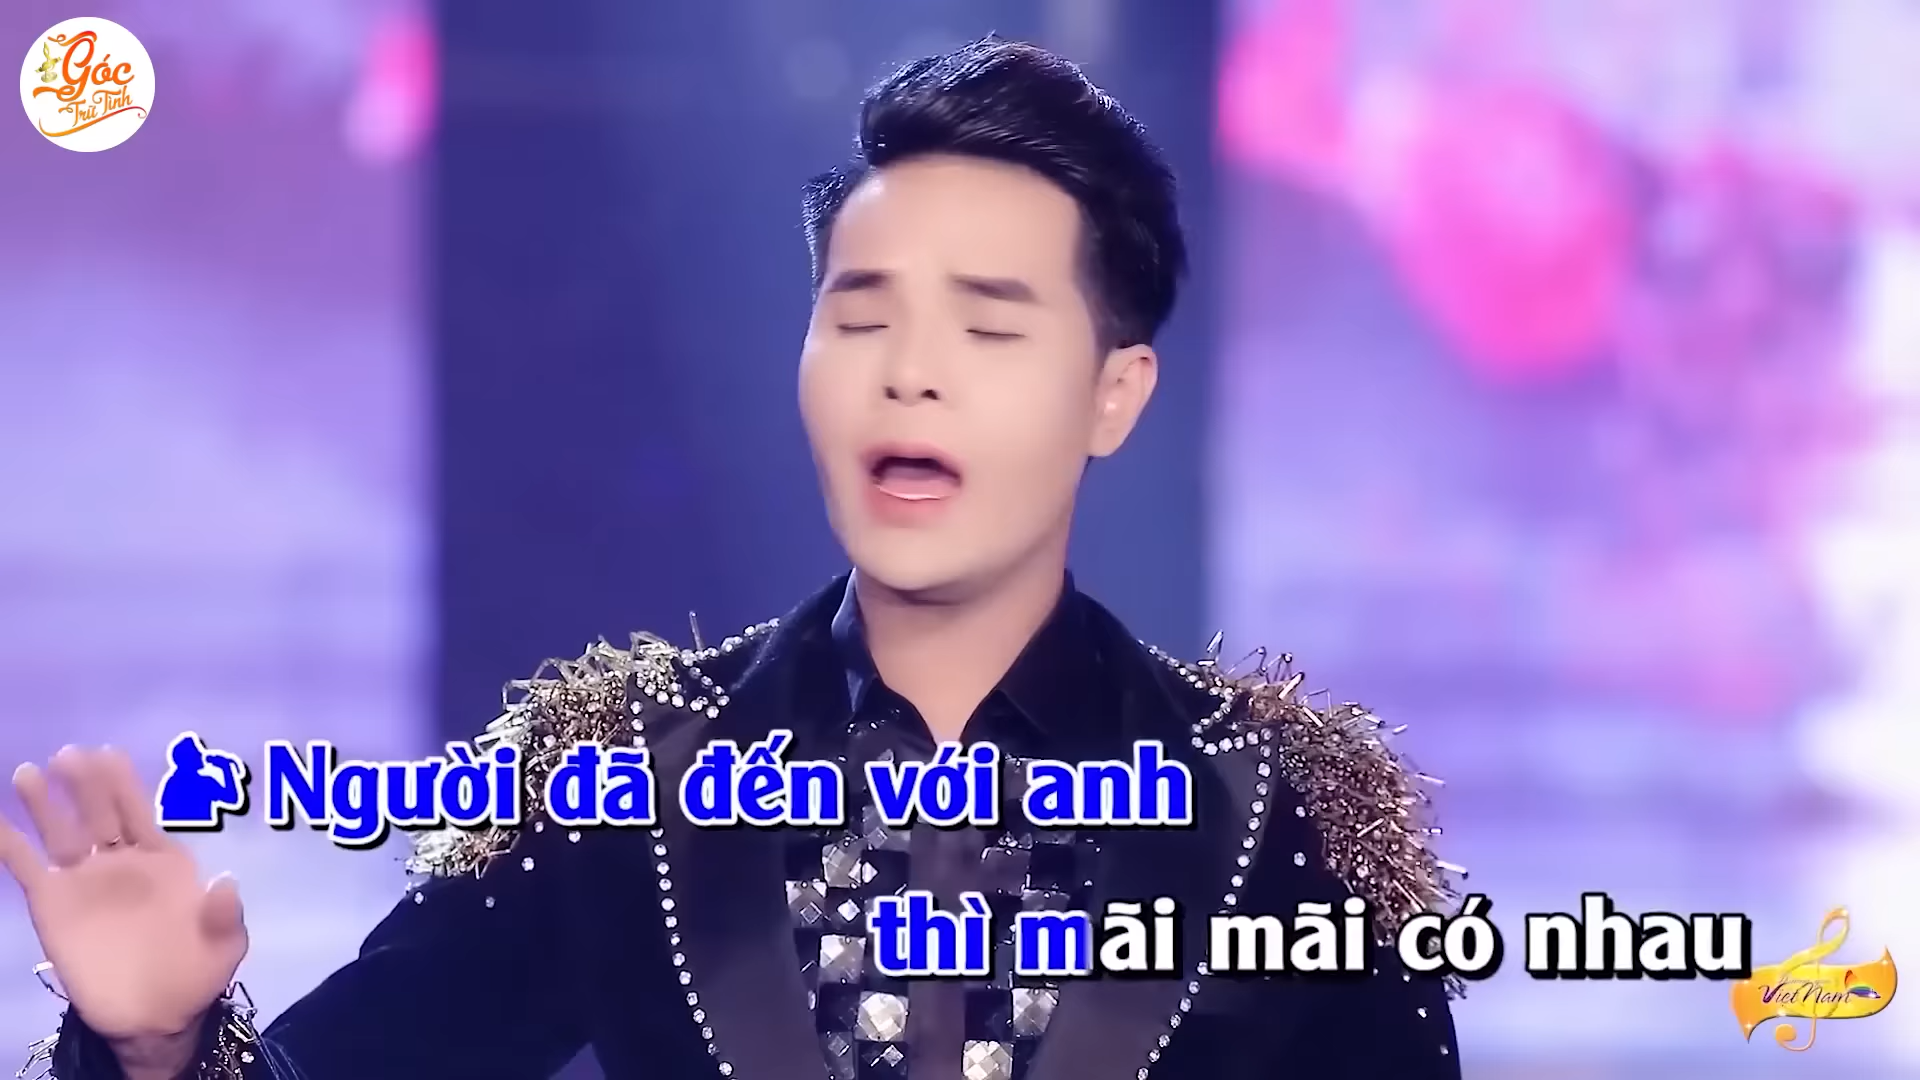 Góc
Trữ Tình
Người đã đến với anh
thì mãi mãi có nhau
Việt Nam